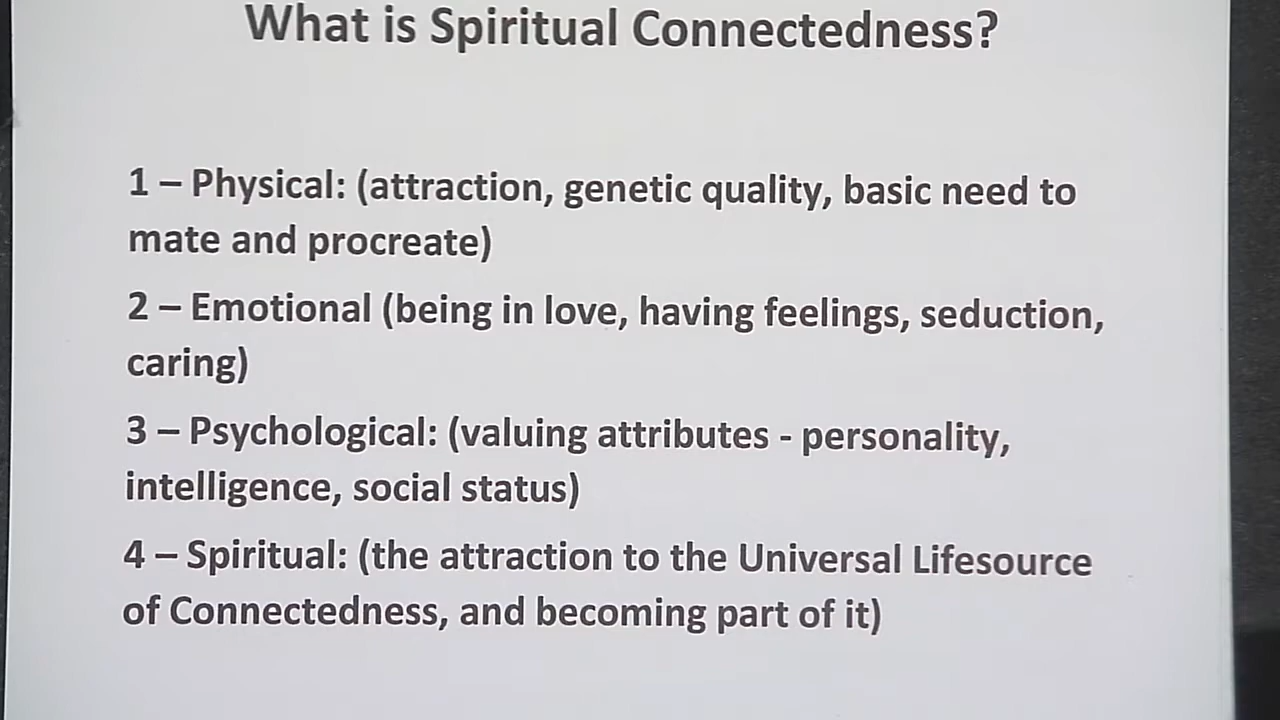 What is Spiritual Connectedness?
1 – Physical: (attraction, genetic quality, basic need to
mate and procreate)
2 – Emotional (being in love, having feelings, seduction,
caring)
3 – Psychological: (valuing attributes - personality,
intelligence, social status)
4 – Spiritual: (the attraction to the Universal Lifesource
of Connectedness, and becoming part of it)